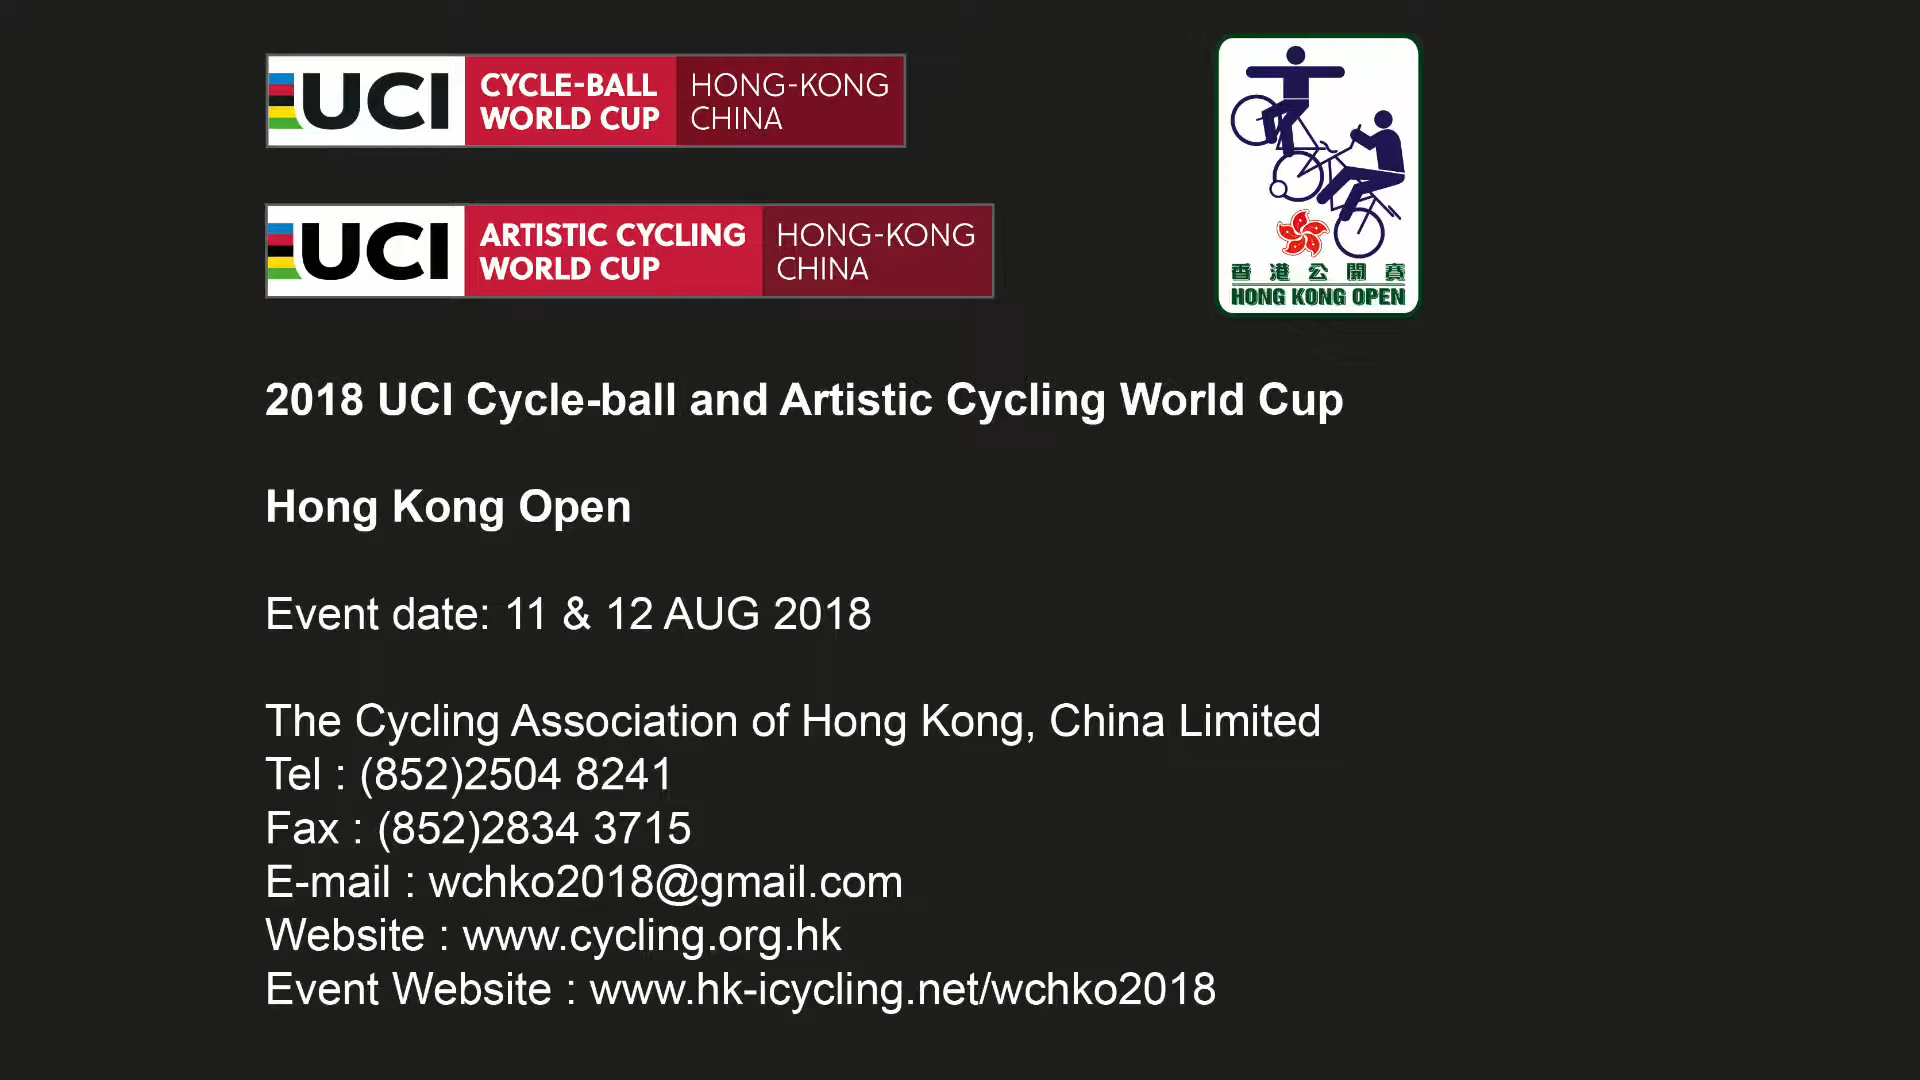 UCI CYCLE-BALL WORLD CUP HONG-KONG CHINA
UCI ARTISTIC CYCLING WORLD CUP HONG-KONG CHINA
香港公開賽
HONG KONG OPEN
2018 UCI Cycle-ball and Artistic Cycling World Cup
Hong Kong Open
Event date: 11 & 12 AUG 2018
The Cycling Association of Hong Kong, China Limited
Tel : (852)2504 8241
Fax : (852)2834 3715
E-mail : wchko2018@gmail.com
Website : www.cycling.org.hk
Event Website : www.hk-icycling.net/wchko2018